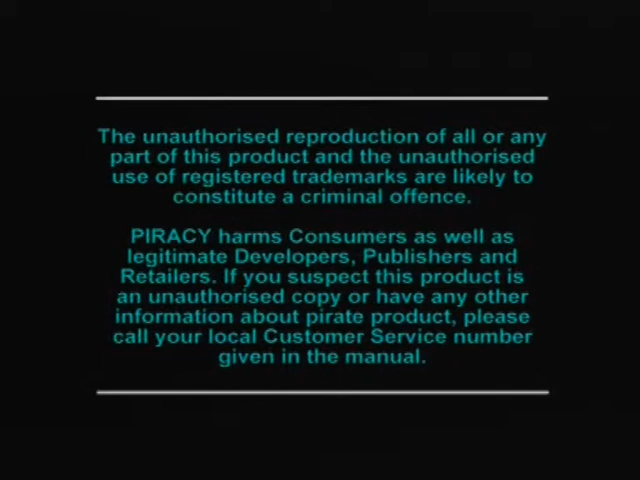 The unauthorised reproduction of all or any
part of this product and the unauthorised
use of registered trademarks are likely to
constitute a criminal offence.
PIRACY harms Consumers as well as
legitimate Developers, Publishers and
Retailers. If you suspect this product is
an unauthorised copy or have any other
information about pirate product, please
call your local Customer Service number
given in the manual.